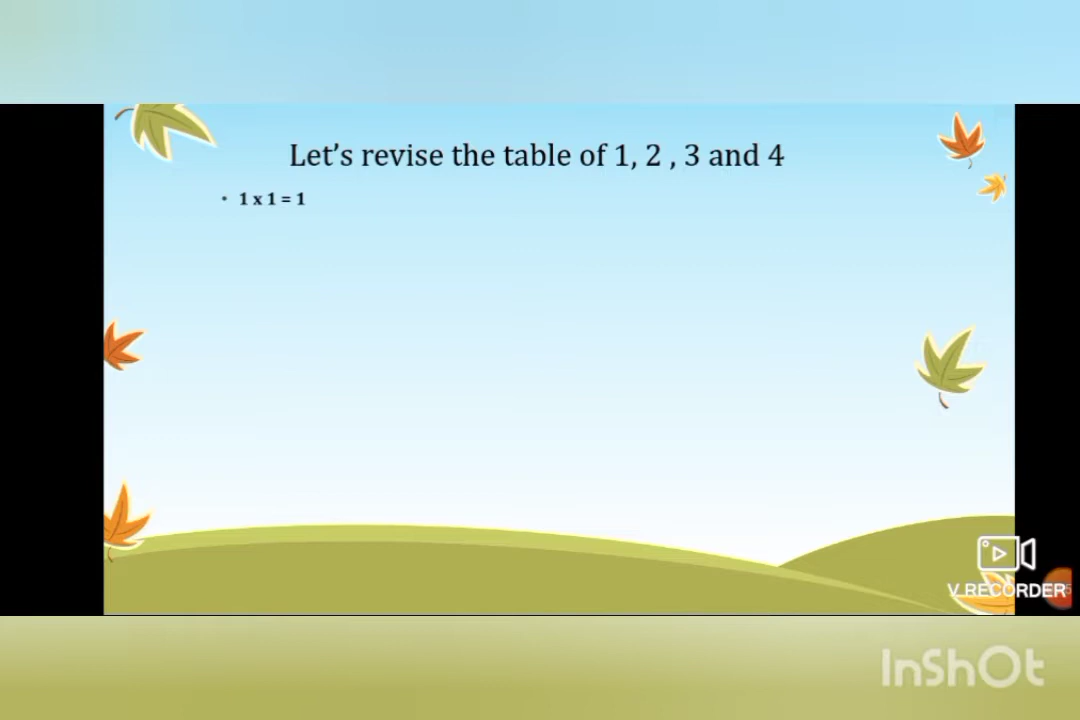 Let's revise the table of 1, 2 , 3 and 4
• 1 x 1 = 1
V RECORDER
InShOt